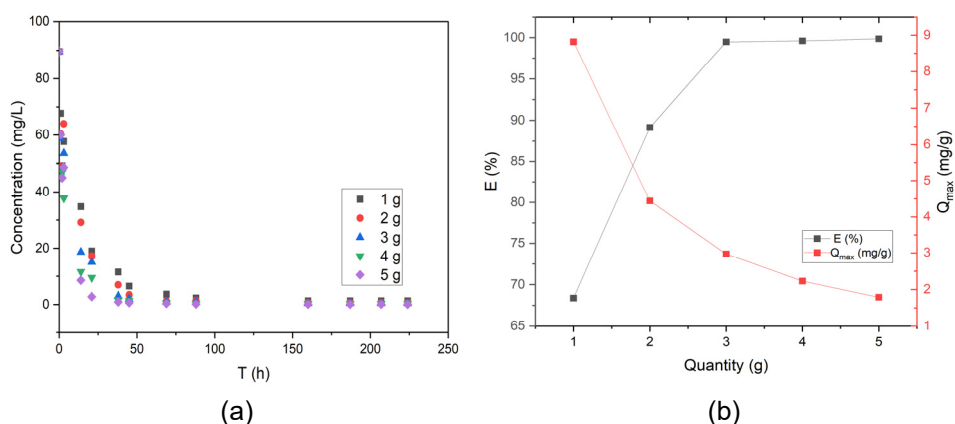 100
80
60
40
20
0
Concentration (mg/L)
0 50 100 150 200 250
T (h)
1 g
2 g
3 g
4 g
5 g
(a)
100
95
90
85
80
75
70
65
E (%)
1 2 3 4 5
Quantity (g)
E (%)
Qmax (mg/g)
9
8
7
6
5
4
3
2
1
Qmax (mg/g)
(b)